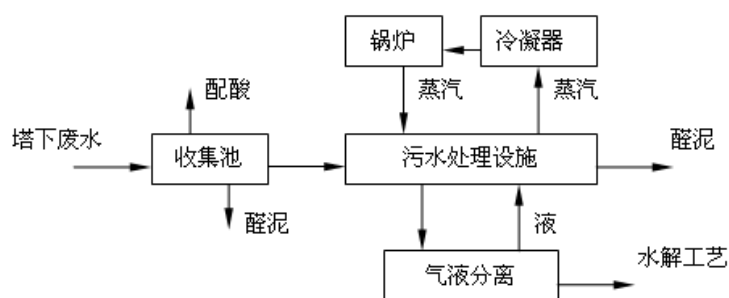 锅炉
冷凝器
配酸
蒸汽
蒸汽
塔下废水
收集池
污水处理设施
醛泥
醛泥
液
气液分离
水解工艺